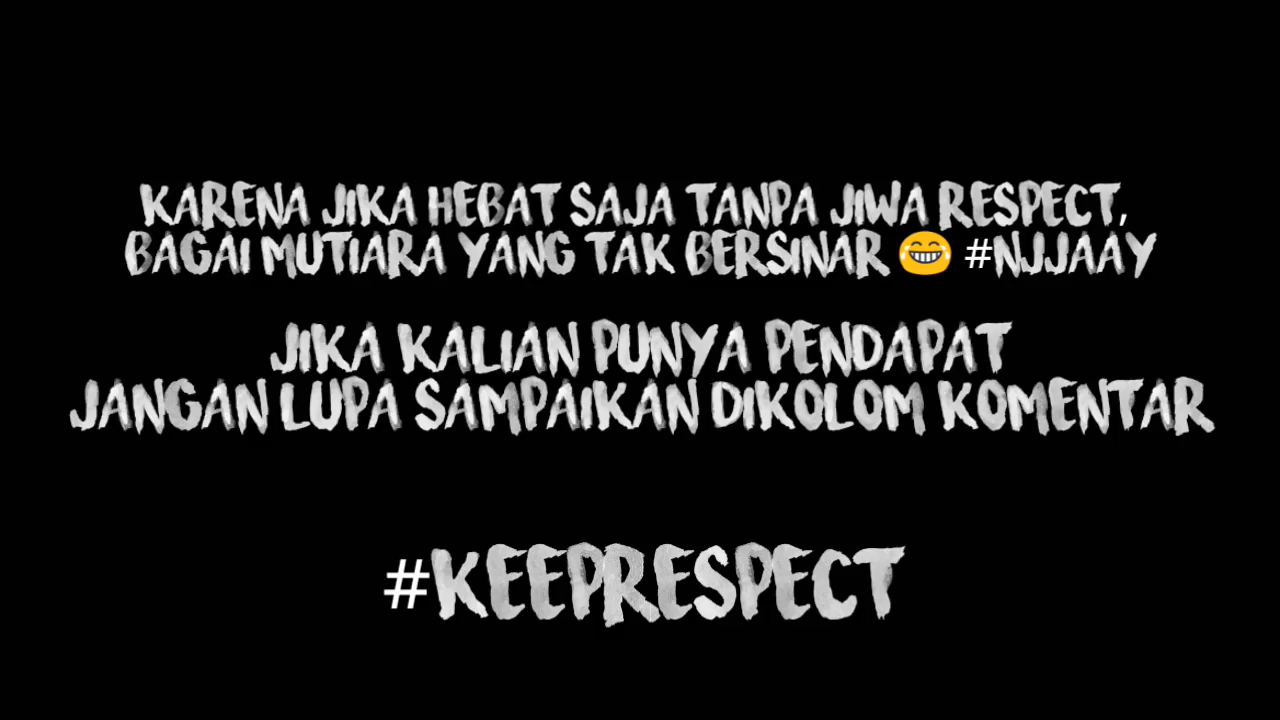 KARENA JIKA HEBAT SAJA TANPA JIWA RESPECT,
BAGAI MUTIARA YANG TAK BERSINAR 😂 #NJJAAY
JIKA KALIAN PUNYA PENDAPAT
JANGAN LUPA SAMPAIKAN DIKOLOM KOMENTAR
#KEEPRESPECT